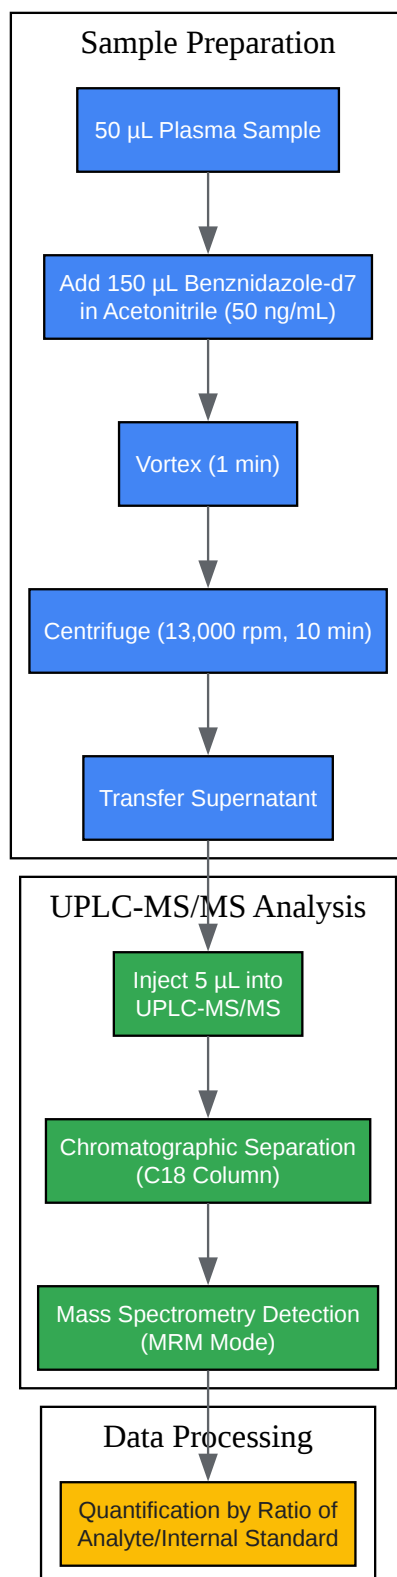 Sample Preparation
50 µL Plasma Sample
Add 150 µL Benznidazole-d7
in Acetonitrile (50 ng/mL)
Vortex (1 min)
Centrifuge (13,000 rpm, 10 min)
Transfer Supernatant
UPLC-MS/MS Analysis
Inject 5 µL into
UPLC-MS/MS
Chromatographic Separation
(C18 Column)
Mass Spectrometry Detection
(MRM Mode)
Data Processing
Quantification by Ratio of
Analyte/Internal Standard